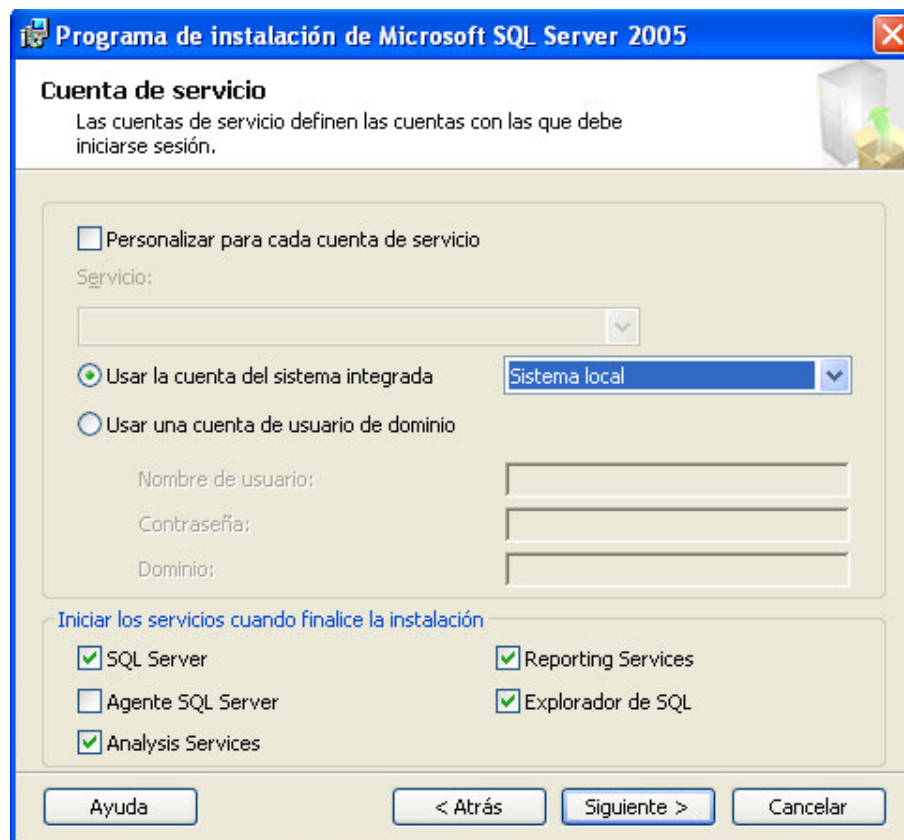 Programa de instalación de Microsoft SQL Server 2005
Cuenta de servicio
Las cuentas de servicio definen las cuentas con las que debe
iniciarse sesión.
Personalizar para cada cuenta de servicio
Servicio:
Usar la cuenta del sistema integrada
Sistema local
Usar una cuenta de usuario de dominio
Nombre de usuario:
Contraseña:
Dominio:
Iniciar los servicios cuando finalice la instalación
SQL Server
Reporting Services
Agente SQL Server
Explorador de SQL
Analysis Services
Ayuda
< Atrás
Siguiente >
Cancelar